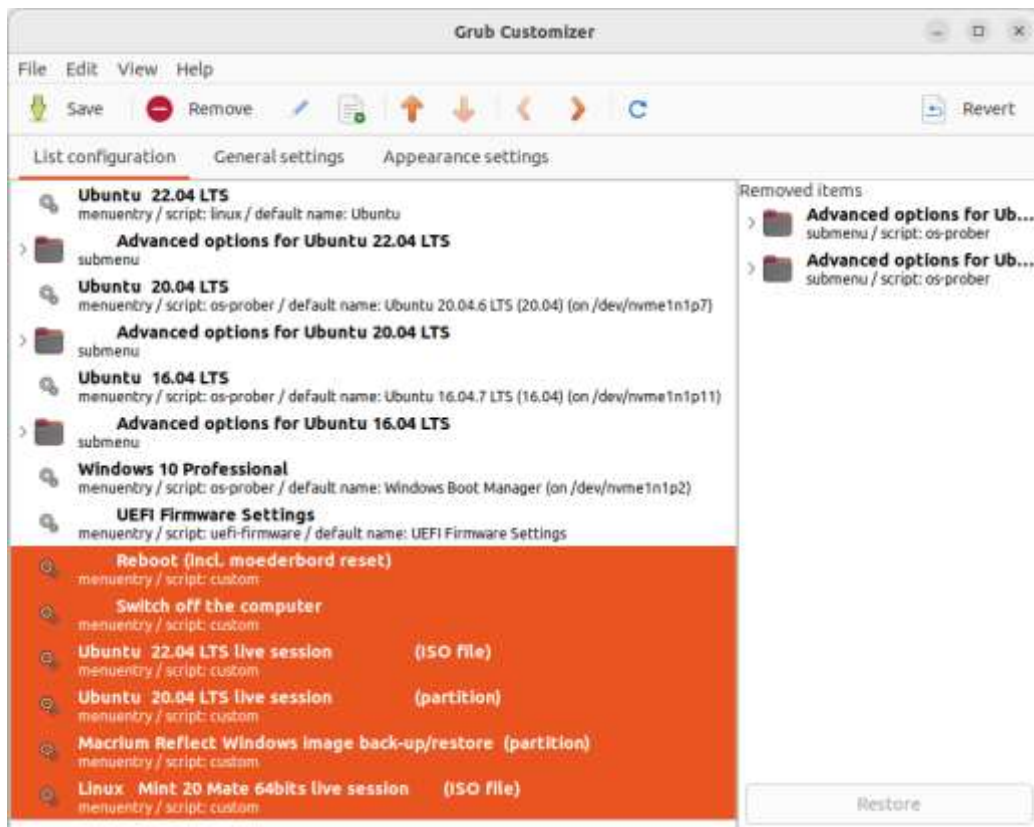 Grub Customizer
File Edit View Help
Save Remove Revert
List configuration General settings Appearance settings
Ubuntu 22.04 LTS
menuentry / script: linux / default name: Ubuntu
Advanced options for Ubuntu 22.04 LTS
submenu
Ubuntu 20.04 LTS
menuentry / script: os-prober / default name: Ubuntu 20.04.6 LTS (20.04) (on /dev/nvme1n1p7)
Advanced options for Ubuntu 20.04 LTS
submenu
Ubuntu 16.04 LTS
menuentry / script: os-prober / default name: Ubuntu 16.04.7 LTS (16.04) (on /dev/nvme1n1p11)
Advanced options for Ubuntu 16.04 LTS
submenu
Windows 10 Professional
menuentry / script: os-prober / default name: Windows Boot Manager (on /dev/nvme1n1p2)
UEFI Firmware Settings
menuentry / script: uefi-firmware / default name: UEFI Firmware Settings
Reboot (incl. moederbord reset)
menuentry / script: custom
Switch off the computer
menuentry / script: custom
Ubuntu 22.04 LTS live session (ISO file)
menuentry / script: custom
Ubuntu 20.04 LTS live session (partition)
menuentry / script: custom
Macrium Reflect Windows image back-up/restore (partition)
menuentry / script: custom
Linux Mint 20 Mate 64bits live session (ISO file)
menuentry / script: custom
Removed items
Advanced options for Ub...
submenu / script: os-prober
Advanced options for Ub...
submenu / script: os-prober
Restore